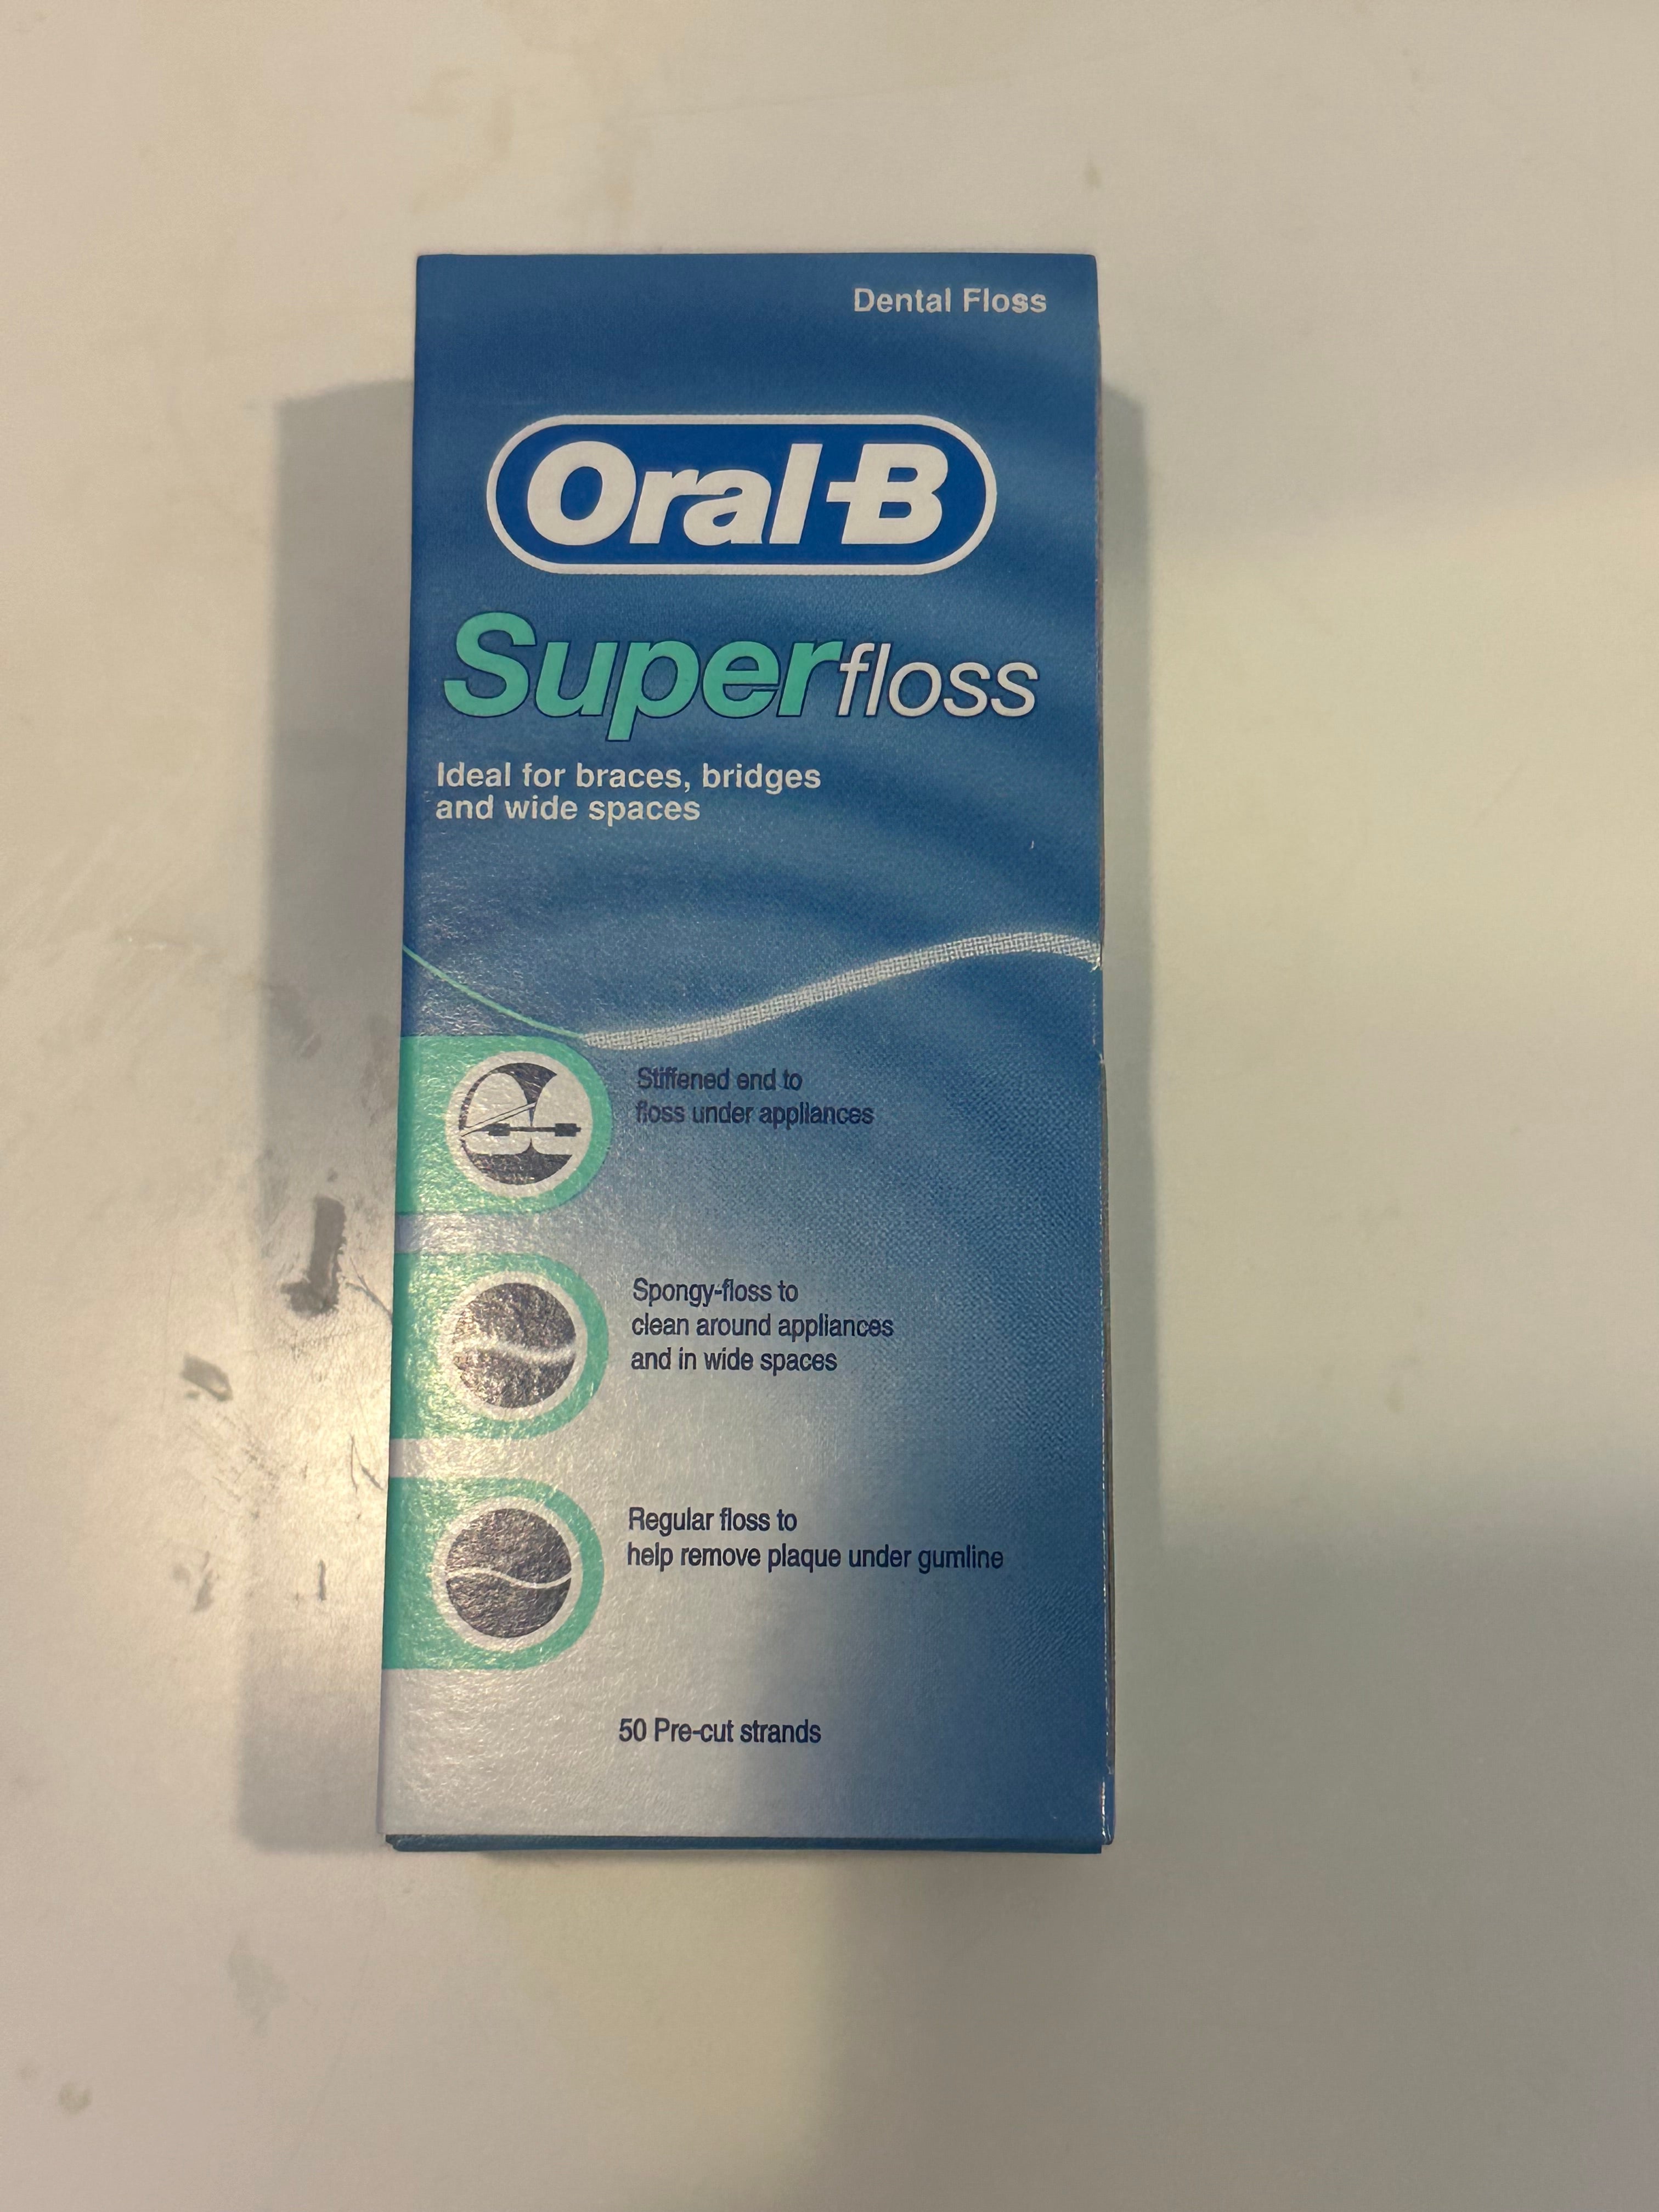 Dental Floss
Oral-B
Superfloss
Ideal for braces, bridges
and wide spaces
Stiffened end to
floss under appliances
Spongy-floss to
clean around appliances
and in wide spaces
Regular floss to
help remove plaque under gumline
50 Pre-cut strands